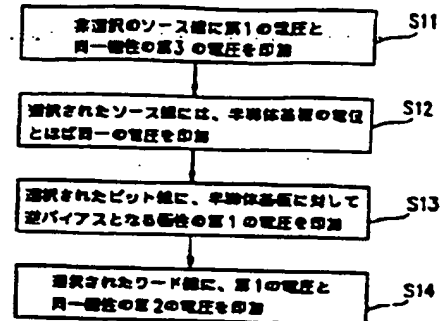 非選択のソース線に第1の電圧と
同一極性の第3の電圧を印加
S11
選択されたソース線には、半導体基板の電位
とほぼ同一の電圧を印加
S12
選択されたビット線に、半導体基板に対して
逆バイアスとなる極性の第1の電圧を印加
S13
選択されたワード線に、第1の電圧と
同一極性の第2の電圧を印加
S14